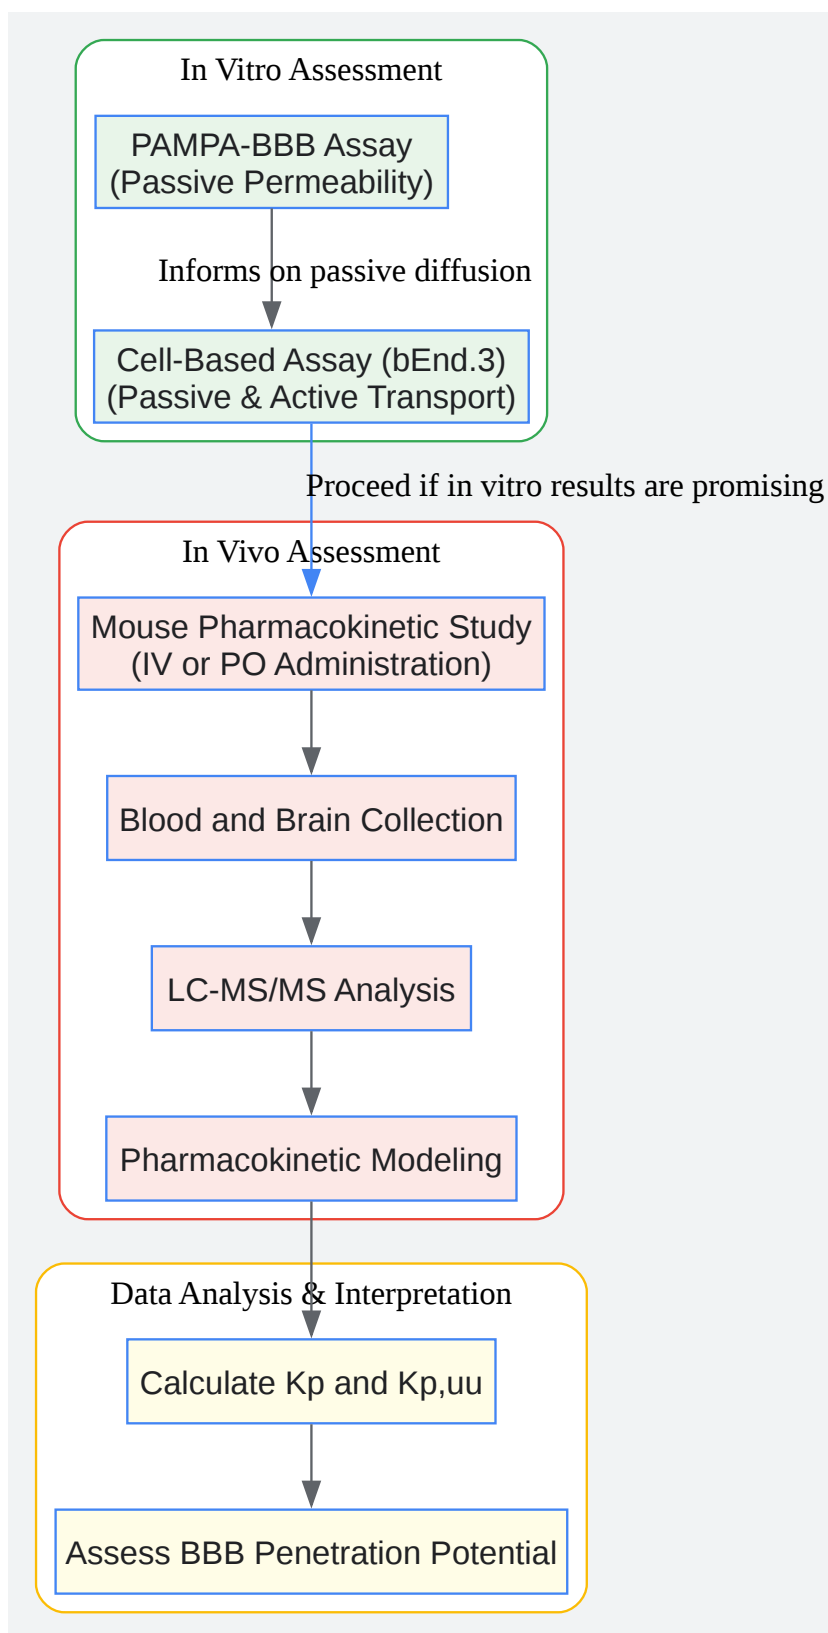 In Vitro Assessment
PAMPA-BBB Assay
(Passive Permeability)
Informs on passive diffusion
Cell-Based Assay (bEnd.3)
(Passive & Active Transport)
Proceed if in vitro results are promising
In Vivo Assessment
Mouse Pharmacokinetic Study
(IV or PO Administration)
Blood and Brain Collection
LC-MS/MS Analysis
Pharmacokinetic Modeling
Data Analysis & Interpretation
Calculate Kp and Kp,uu
Assess BBB Penetration Potential